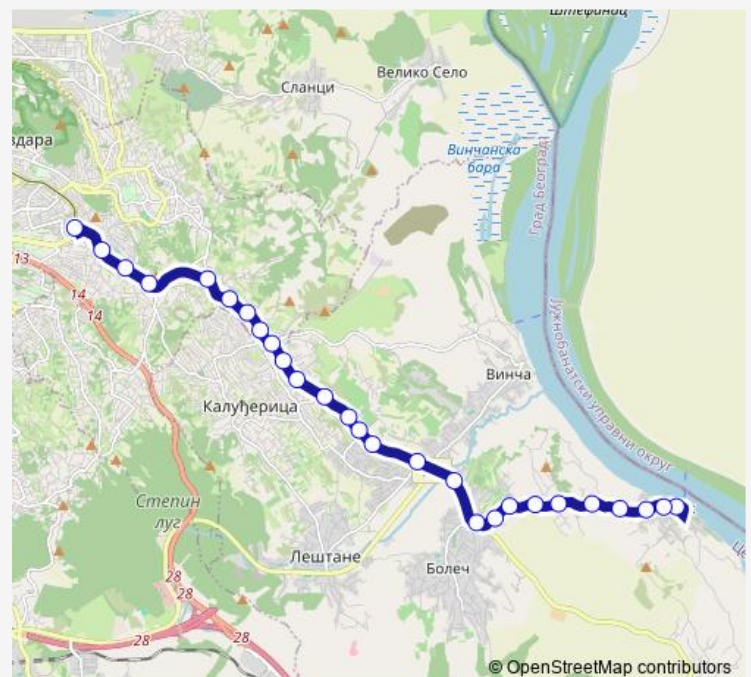 Штефанац
Велико Село
Сланци
здара
Винчанска
бара
Град Београд
13
14
14
Јужнобанатски управни округ
Винча
Калуђерица
Степин
луг
Лештане
Болеч
28
28
28
28
© OpenStreetMap contributors